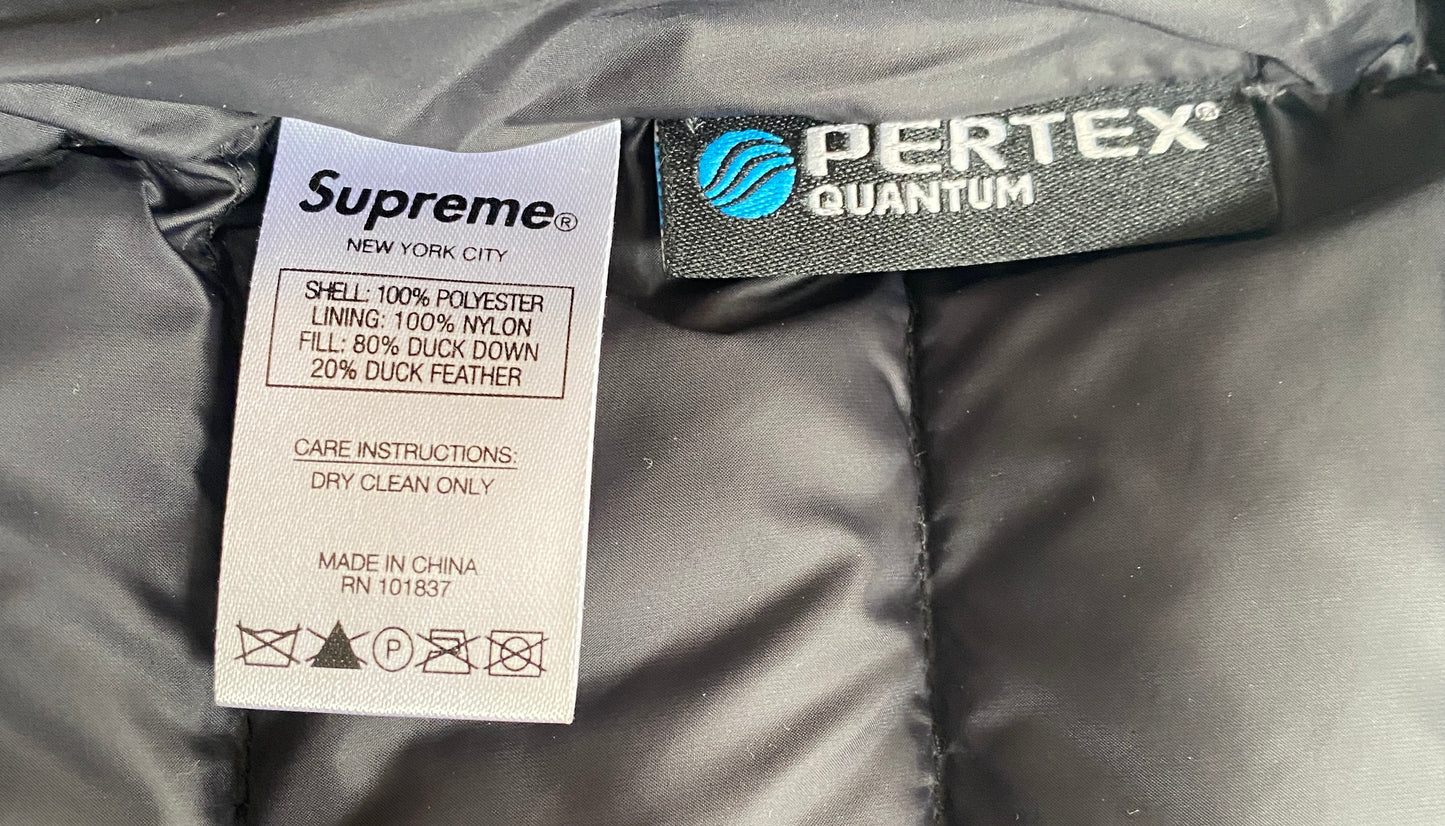 Supreme®
NEW YORK CITY
SHELL: 100% POLYESTER
LINING: 100% NYLON
FILL: 80% DUCK DOWN
20% DUCK FEATHER
CARE INSTRUCTIONS:
DRY CLEAN ONLY
MADE IN CHINA
RN 101837
P
PERTEX®
QUANTUM